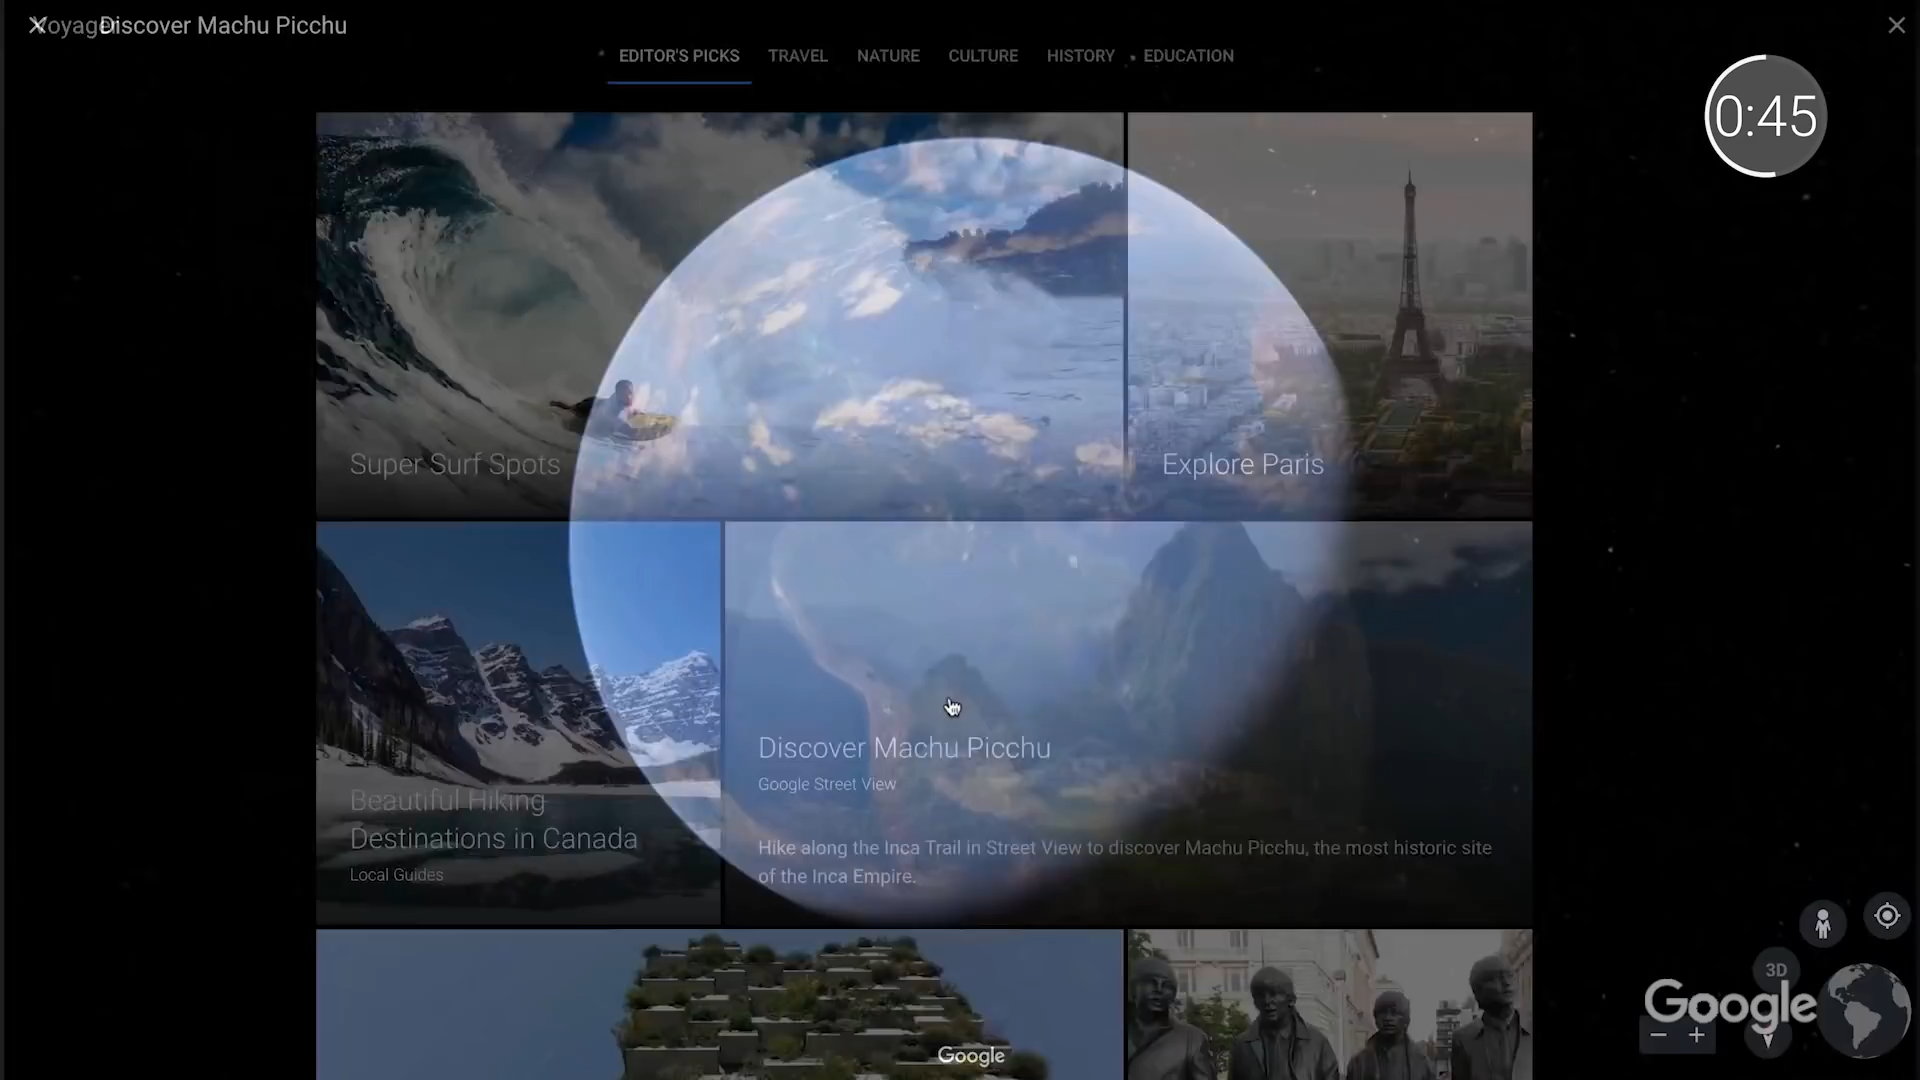 Voyager
Discover Machu Picchu
EDITOR'S PICKS TRAVEL NATURE CULTURE HISTORY EDUCATION
0:45
Super Surf Spots
Explore Paris
Discover Machu Picchu
Google Street View
Hike along the Inca Trail in Street View to discover Machu Picchu, the most historic site
of the Inca Empire.
Beautiful Hiking
Destinations in Canada
Local Guides
3D
Google
Google